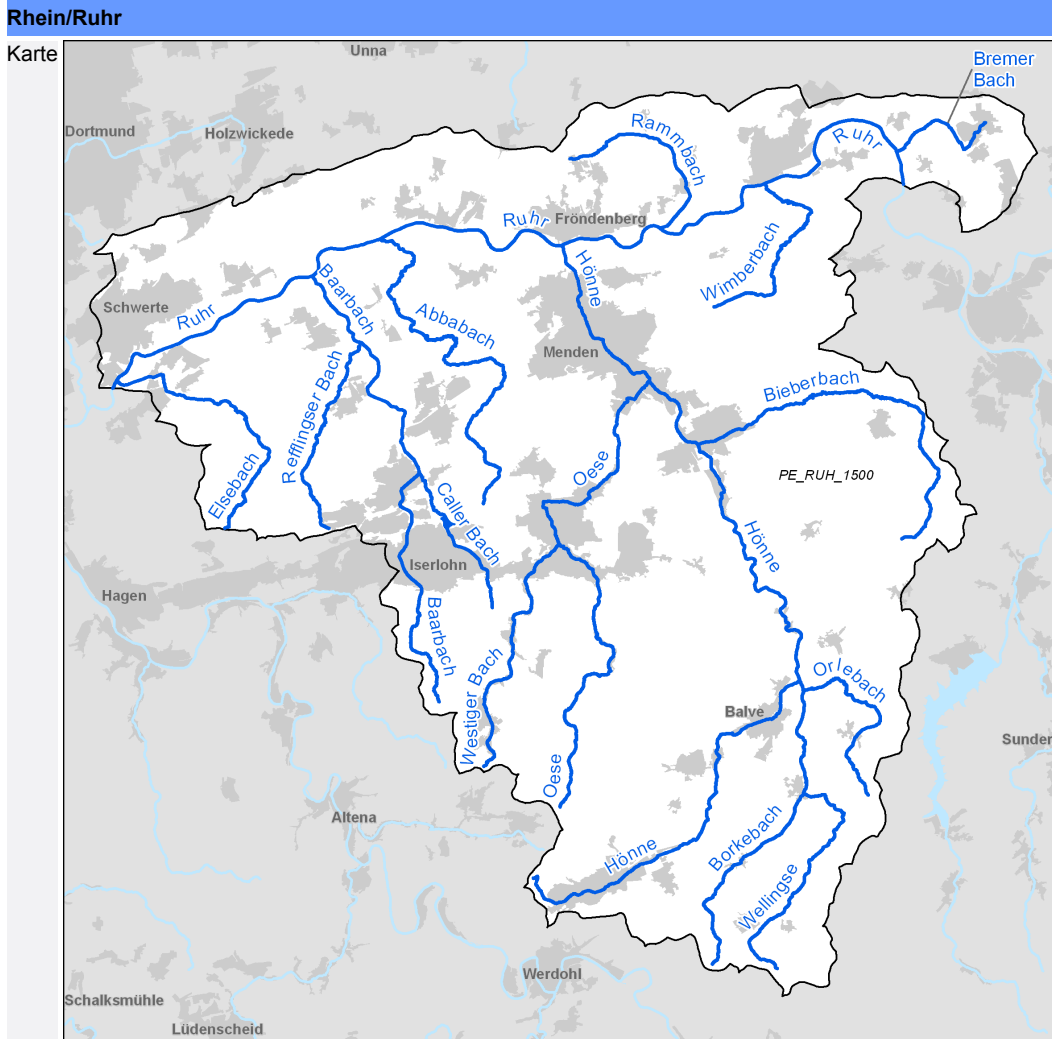 Rhein/Ruhr
Karte
Unna
Bremer
Bach
Dortmund
Holzwickede
Rammbach
Ruhr
Ruhr
Fröndenberg
Wimberbach
Hönne
Baarbach
Schwerte
Ruhr
Abbabach
Menden
Refflingser Bach
Bieberbach
Elsebach
Oese
PE_RUH_1500
Caller Bach
Hönne
Iserlohn
Hagen
Baarbach
Westiger Bach
Orlebach
Balve
Sunder
Oese
Altena
Hönne
Borkebach
Wellingse
Werdohl
Schalksmühle
Lüdenscheid